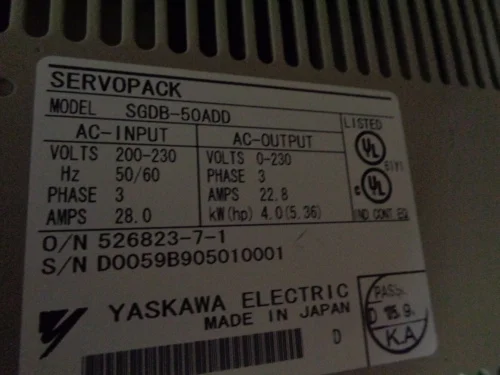 SERVOPACK
MODEL SGDB-50ADD
AC-INPUT AC-OUTPUT
VOLTS 200-230 VOLTS 0-230
Hz 50/60 PHASE 3
PHASE 3 AMPS 22.8
AMPS 28.0 kW(hp) 4.0(5.36)
LISTED
UL
c UL
IND.CONT.EQ.
O/N 526823-7-1
S/N D0059B905010001
YASKAWA ELECTRIC
MADE IN JAPAN D
K.A